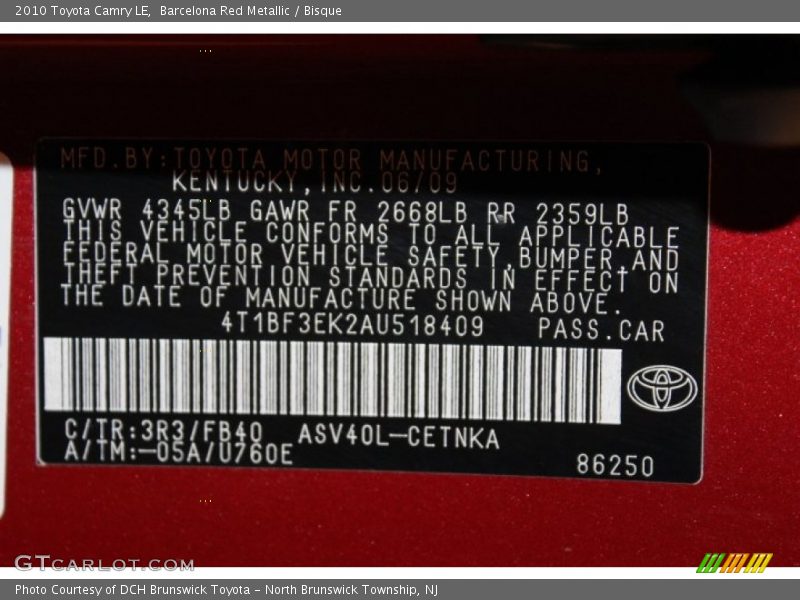 2010 Toyota Camry LE,  Barcelona Red Metallic / Bisque
MFD.BY:TOYOTA MOTOR MANUFACTURING,
KENTUCKY,INC.06/09
GVWR 4345LB GAWR FR 2668LB RR 2359LB
THIS VEHICLE CONFORMS TO ALL APPLICABLE
FEDERAL MOTOR VEHICLE SAFETY,BUMPER AND
THEFT PREVENTION STANDARDS IN EFFECT ON
THE DATE OF MANUFACTURE SHOWN ABOVE.
4T1BF3EK2AU518409 PASS.CAR
C/TR:3R3/FB40 ASV40L-CETNKA
A/TM:-05A/U760E
86250
GTCARLOT.COM
Photo Courtesy of DCH Brunswick Toyota - North Brunswick Township, NJ